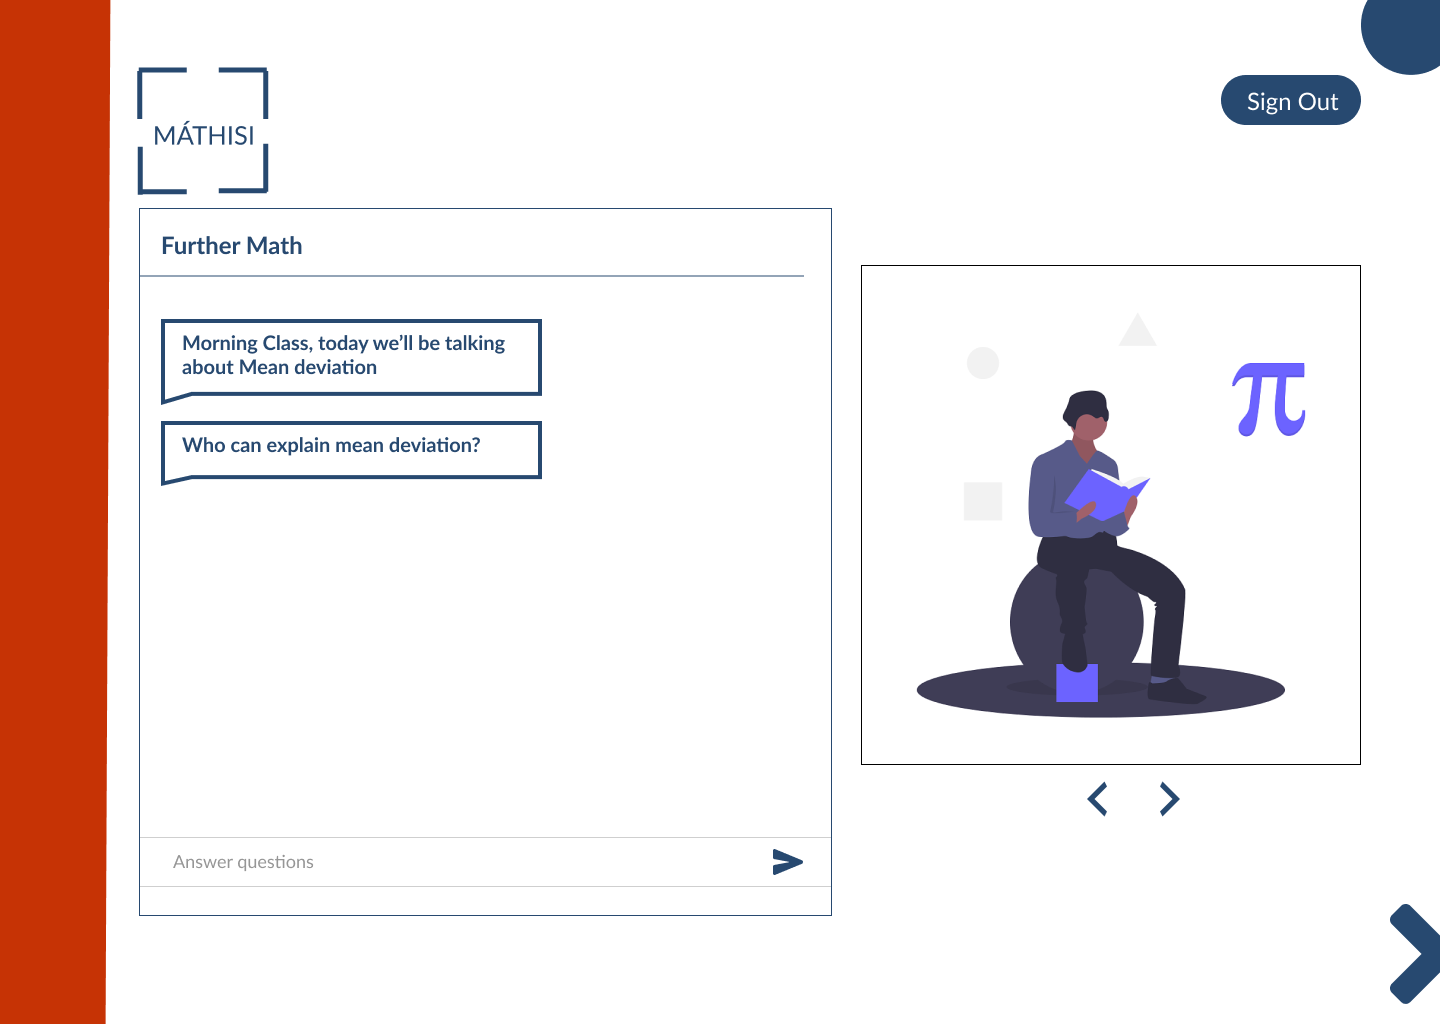 MÁTHISI
Sign Out
Further Math
Morning Class, today we’ll be talking
about Mean deviation
Who can explain mean deviation?
π
Answer questions